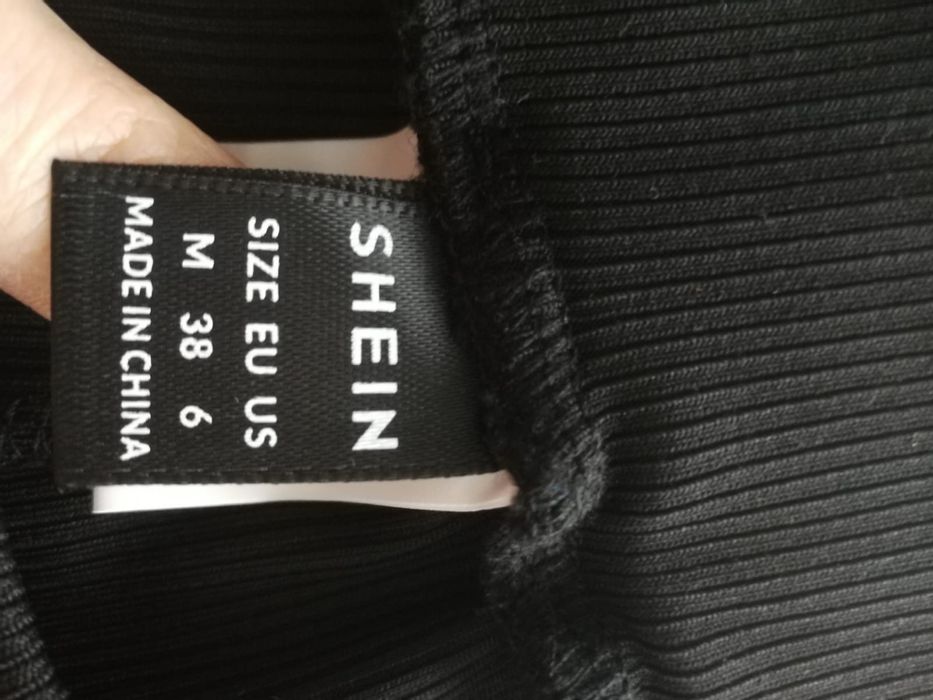 SHEIN
SIZE EU US
M 38 6
MADE IN CHINA